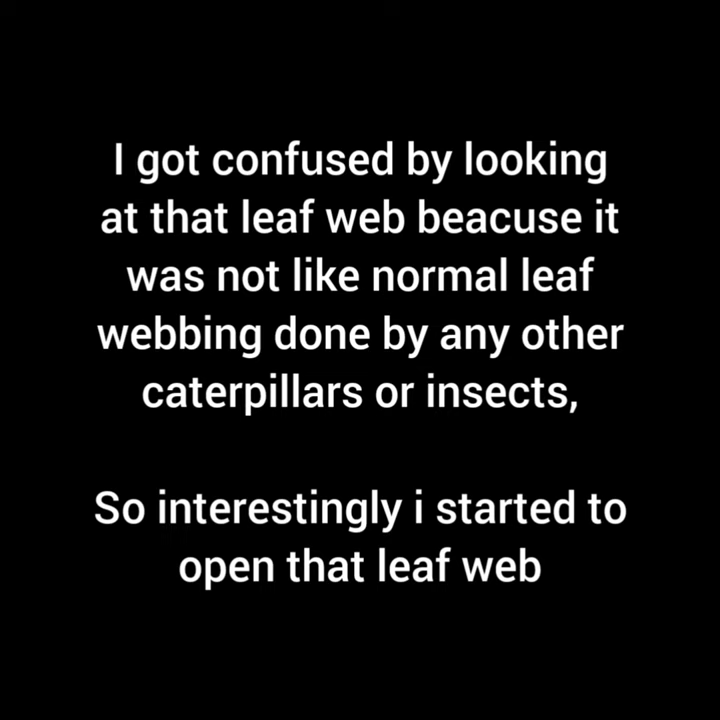 I got confused by looking
at that leaf web beacuse it
was not like normal leaf
webbing done by any other
caterpillars or insects,
So interestingly i started to
open that leaf web